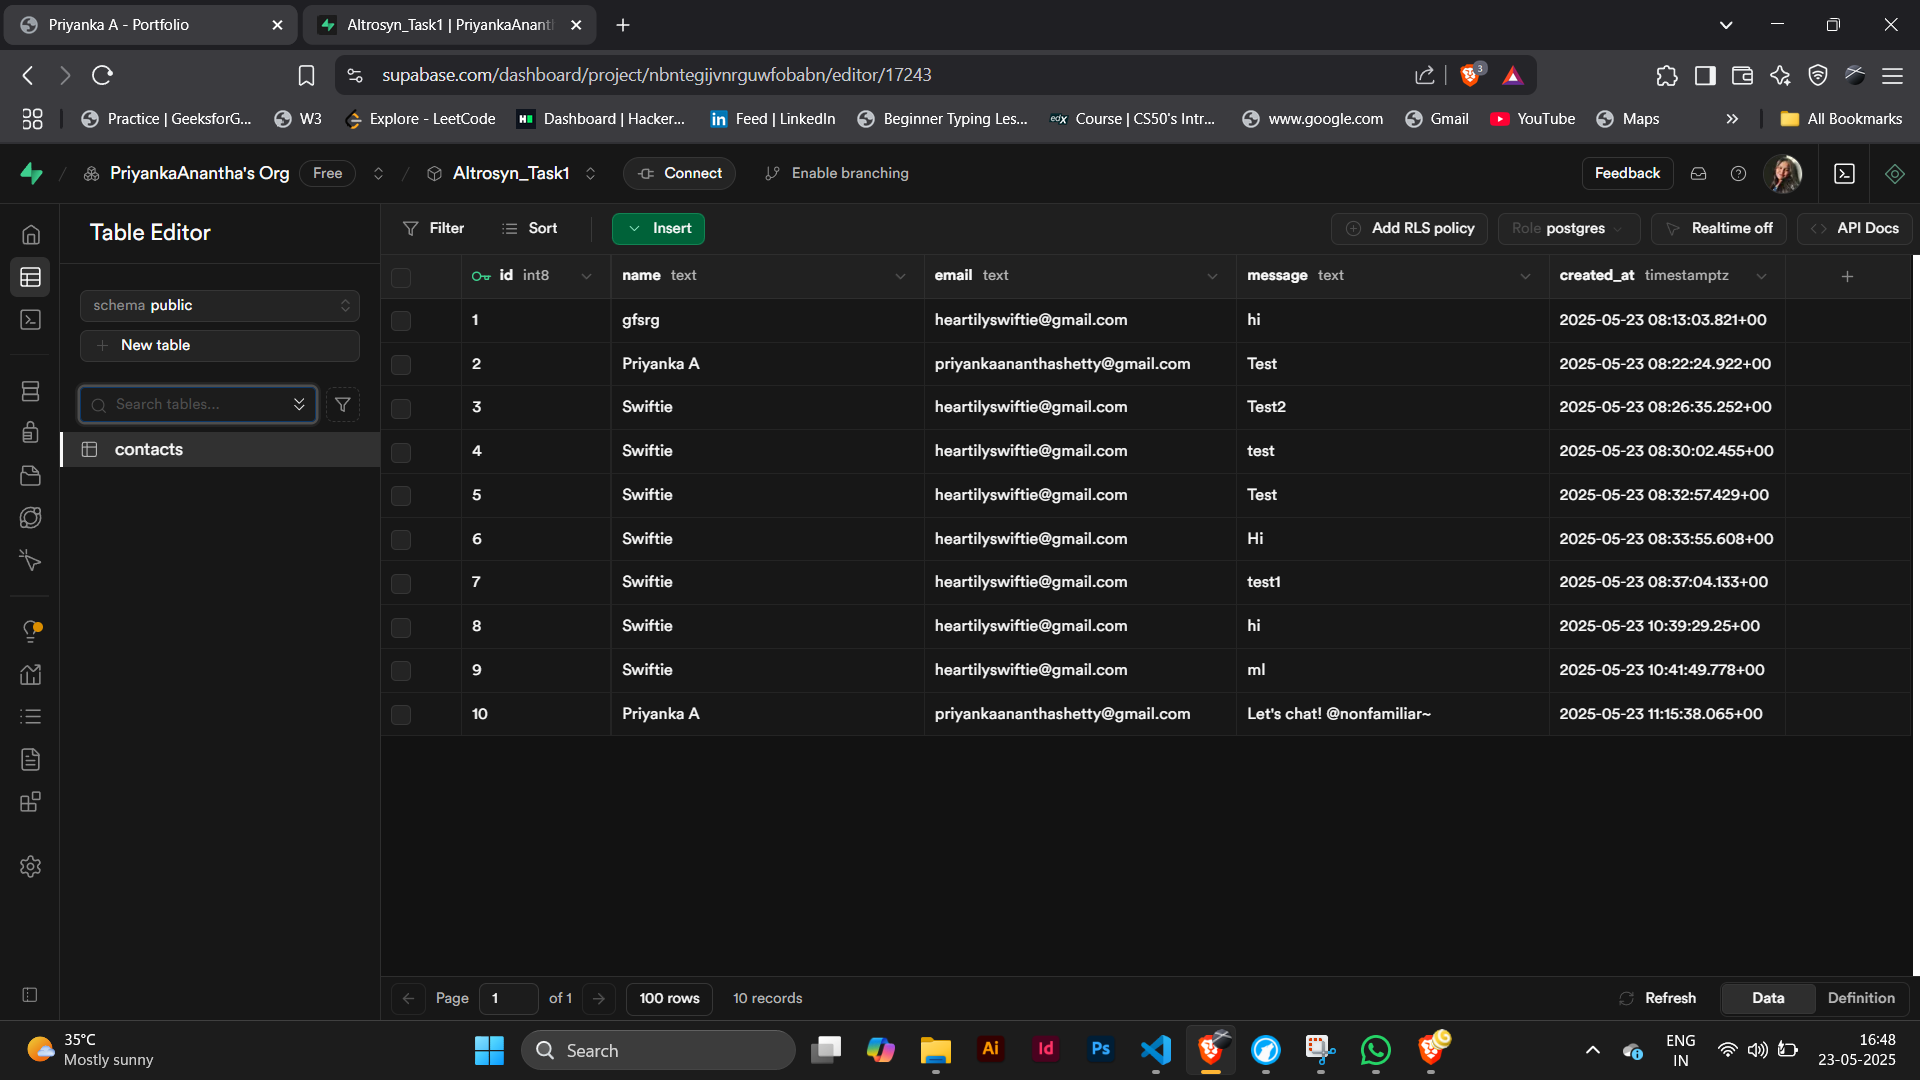 Priyanka A - Portfolio
Altrosyn_Task1 | PriyankaAnant
supabase.com/dashboard/project/nbntegijvnrguwfobabn/editor/17243
3
Practice | GeeksforG...
W3
Explore - LeetCode
Dashboard | Hacker...
Feed | LinkedIn
Beginner Typing Les...
edX
Course | CS50's Intr...
www.google.com
Gmail
YouTube
Maps
All Bookmarks
PriyankaAnantha's Org
Free
Altrosyn_Task1
Connect
Enable branching
Feedback
Table Editor
Filter
Sort
Insert
Add RLS policy
Role postgres
Realtime off
API Docs
schema public
New table
Search tables...
contacts
id int8 name text email text message text created_at timestamptz
1 gfsrg heartilyswiftie@gmail.com hi 2025-05-23 08:13:03.821+00
2 Priyanka A priyankaananthashetty@gmail.com Test 2025-05-23 08:22:24.922+00
3 Swiftie heartilyswiftie@gmail.com Test2 2025-05-23 08:26:35.252+00
4 Swiftie heartilyswiftie@gmail.com test 2025-05-23 08:30:02.455+00
5 Swiftie heartilyswiftie@gmail.com Test 2025-05-23 08:32:57.429+00
6 Swiftie heartilyswiftie@gmail.com Hi 2025-05-23 08:33:55.608+00
7 Swiftie heartilyswiftie@gmail.com test1 2025-05-23 08:37:04.133+00
8 Swiftie heartilyswiftie@gmail.com hi 2025-05-23 10:39:29.25+00
9 Swiftie heartilyswiftie@gmail.com ml 2025-05-23 10:41:49.778+00
10 Priyanka A priyankaananthashetty@gmail.com Let's chat! @nonfamiliar~ 2025-05-23 11:15:38.065+00
Page 1 of 1
100 rows
10 records
Refresh
Data
Definition
35°C
Mostly sunny
Search
Ai
Id
Ps
ENG
IN
16:48
23-05-2025